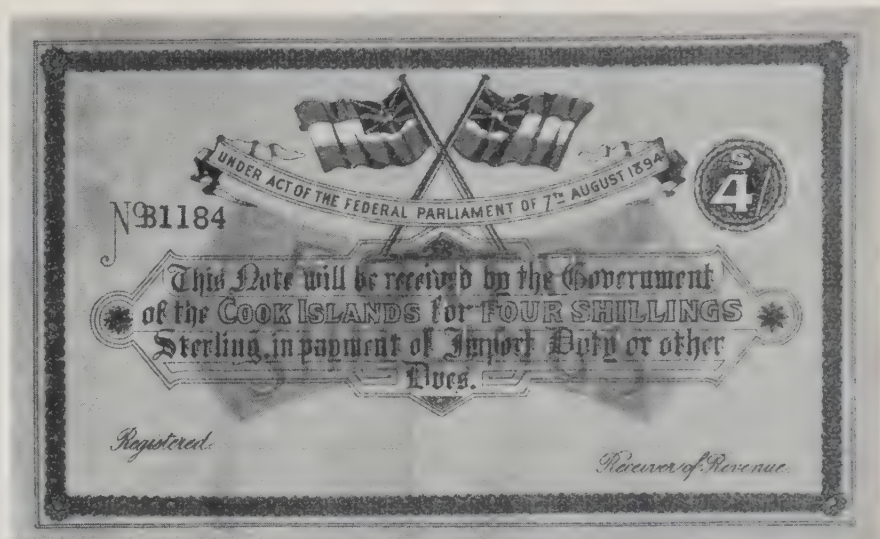 UNDER ACT OF THE FEDERAL PARLIAMENT OF 7TH AUGUST 1894
S
4/
No B1184
This Note will be received by the Government
of the COOK ISLANDS for FOUR SHILLINGS
Sterling, in payment of Import Duty or other
Dues.
Registered.
Receiver of Revenue.